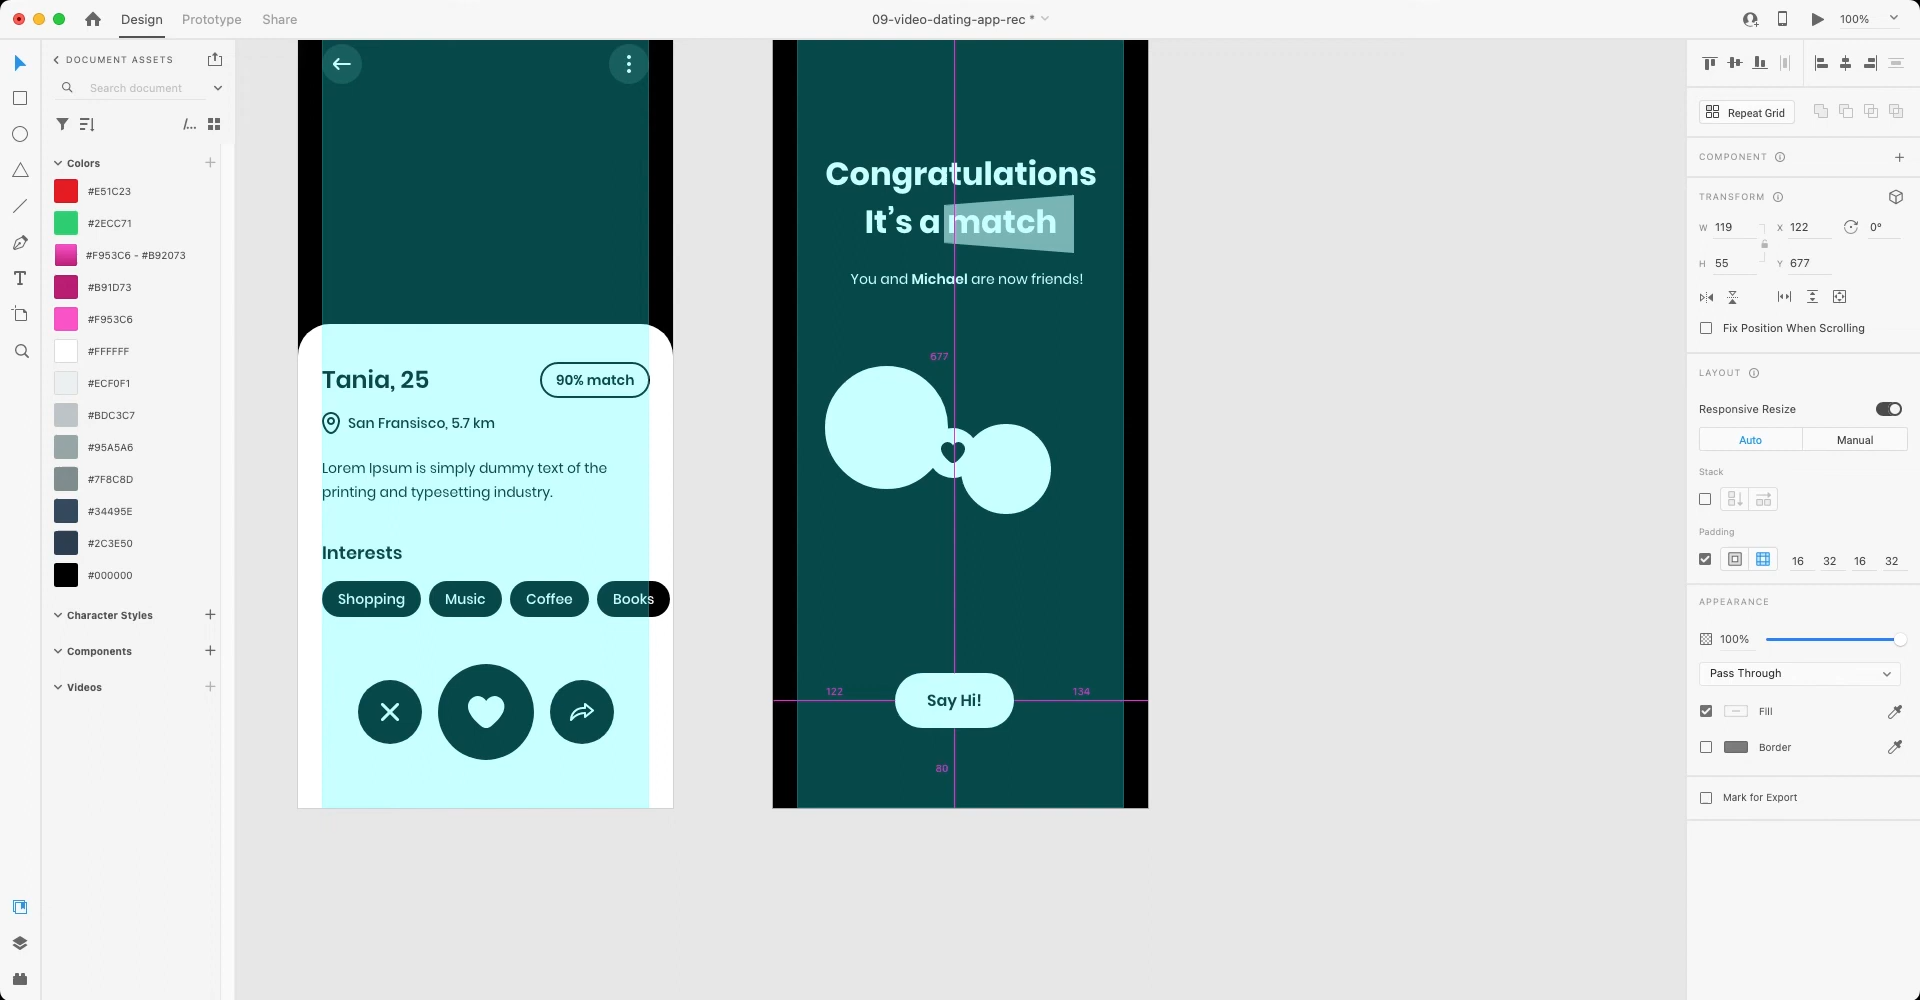 Design Prototype Share
09-video-dating-app-rec *
100%
DOCUMENT ASSETS
Search document
/...
Colors
#E51C23
#2ECC71
#F953C6 - #B92073
#B91D73
#F953C6
#FFFFFF
#ECF0F1
#BDC3C7
#95A5A6
#7F8C8D
#34495E
#2C3E50
#000000
Character Styles
Components
Videos
Tania, 25
90% match
San Fransisco, 5.7 km
Lorem Ipsum is simply dummy text of the
printing and typesetting industry.
Interests
Shopping Music Coffee Books
Congratulations
It’s a match
You and Michael are now friends!
677
122
134
Say Hi!
80
Repeat Grid
COMPONENT
TRANSFORM
W 119 X 122 0°
H 55 Y 677
Fix Position When Scrolling
LAYOUT
Responsive Resize
Auto Manual
Stack
Padding
16 32 16 32
APPEARANCE
100%
Pass Through
Fill
Border
Mark for Export